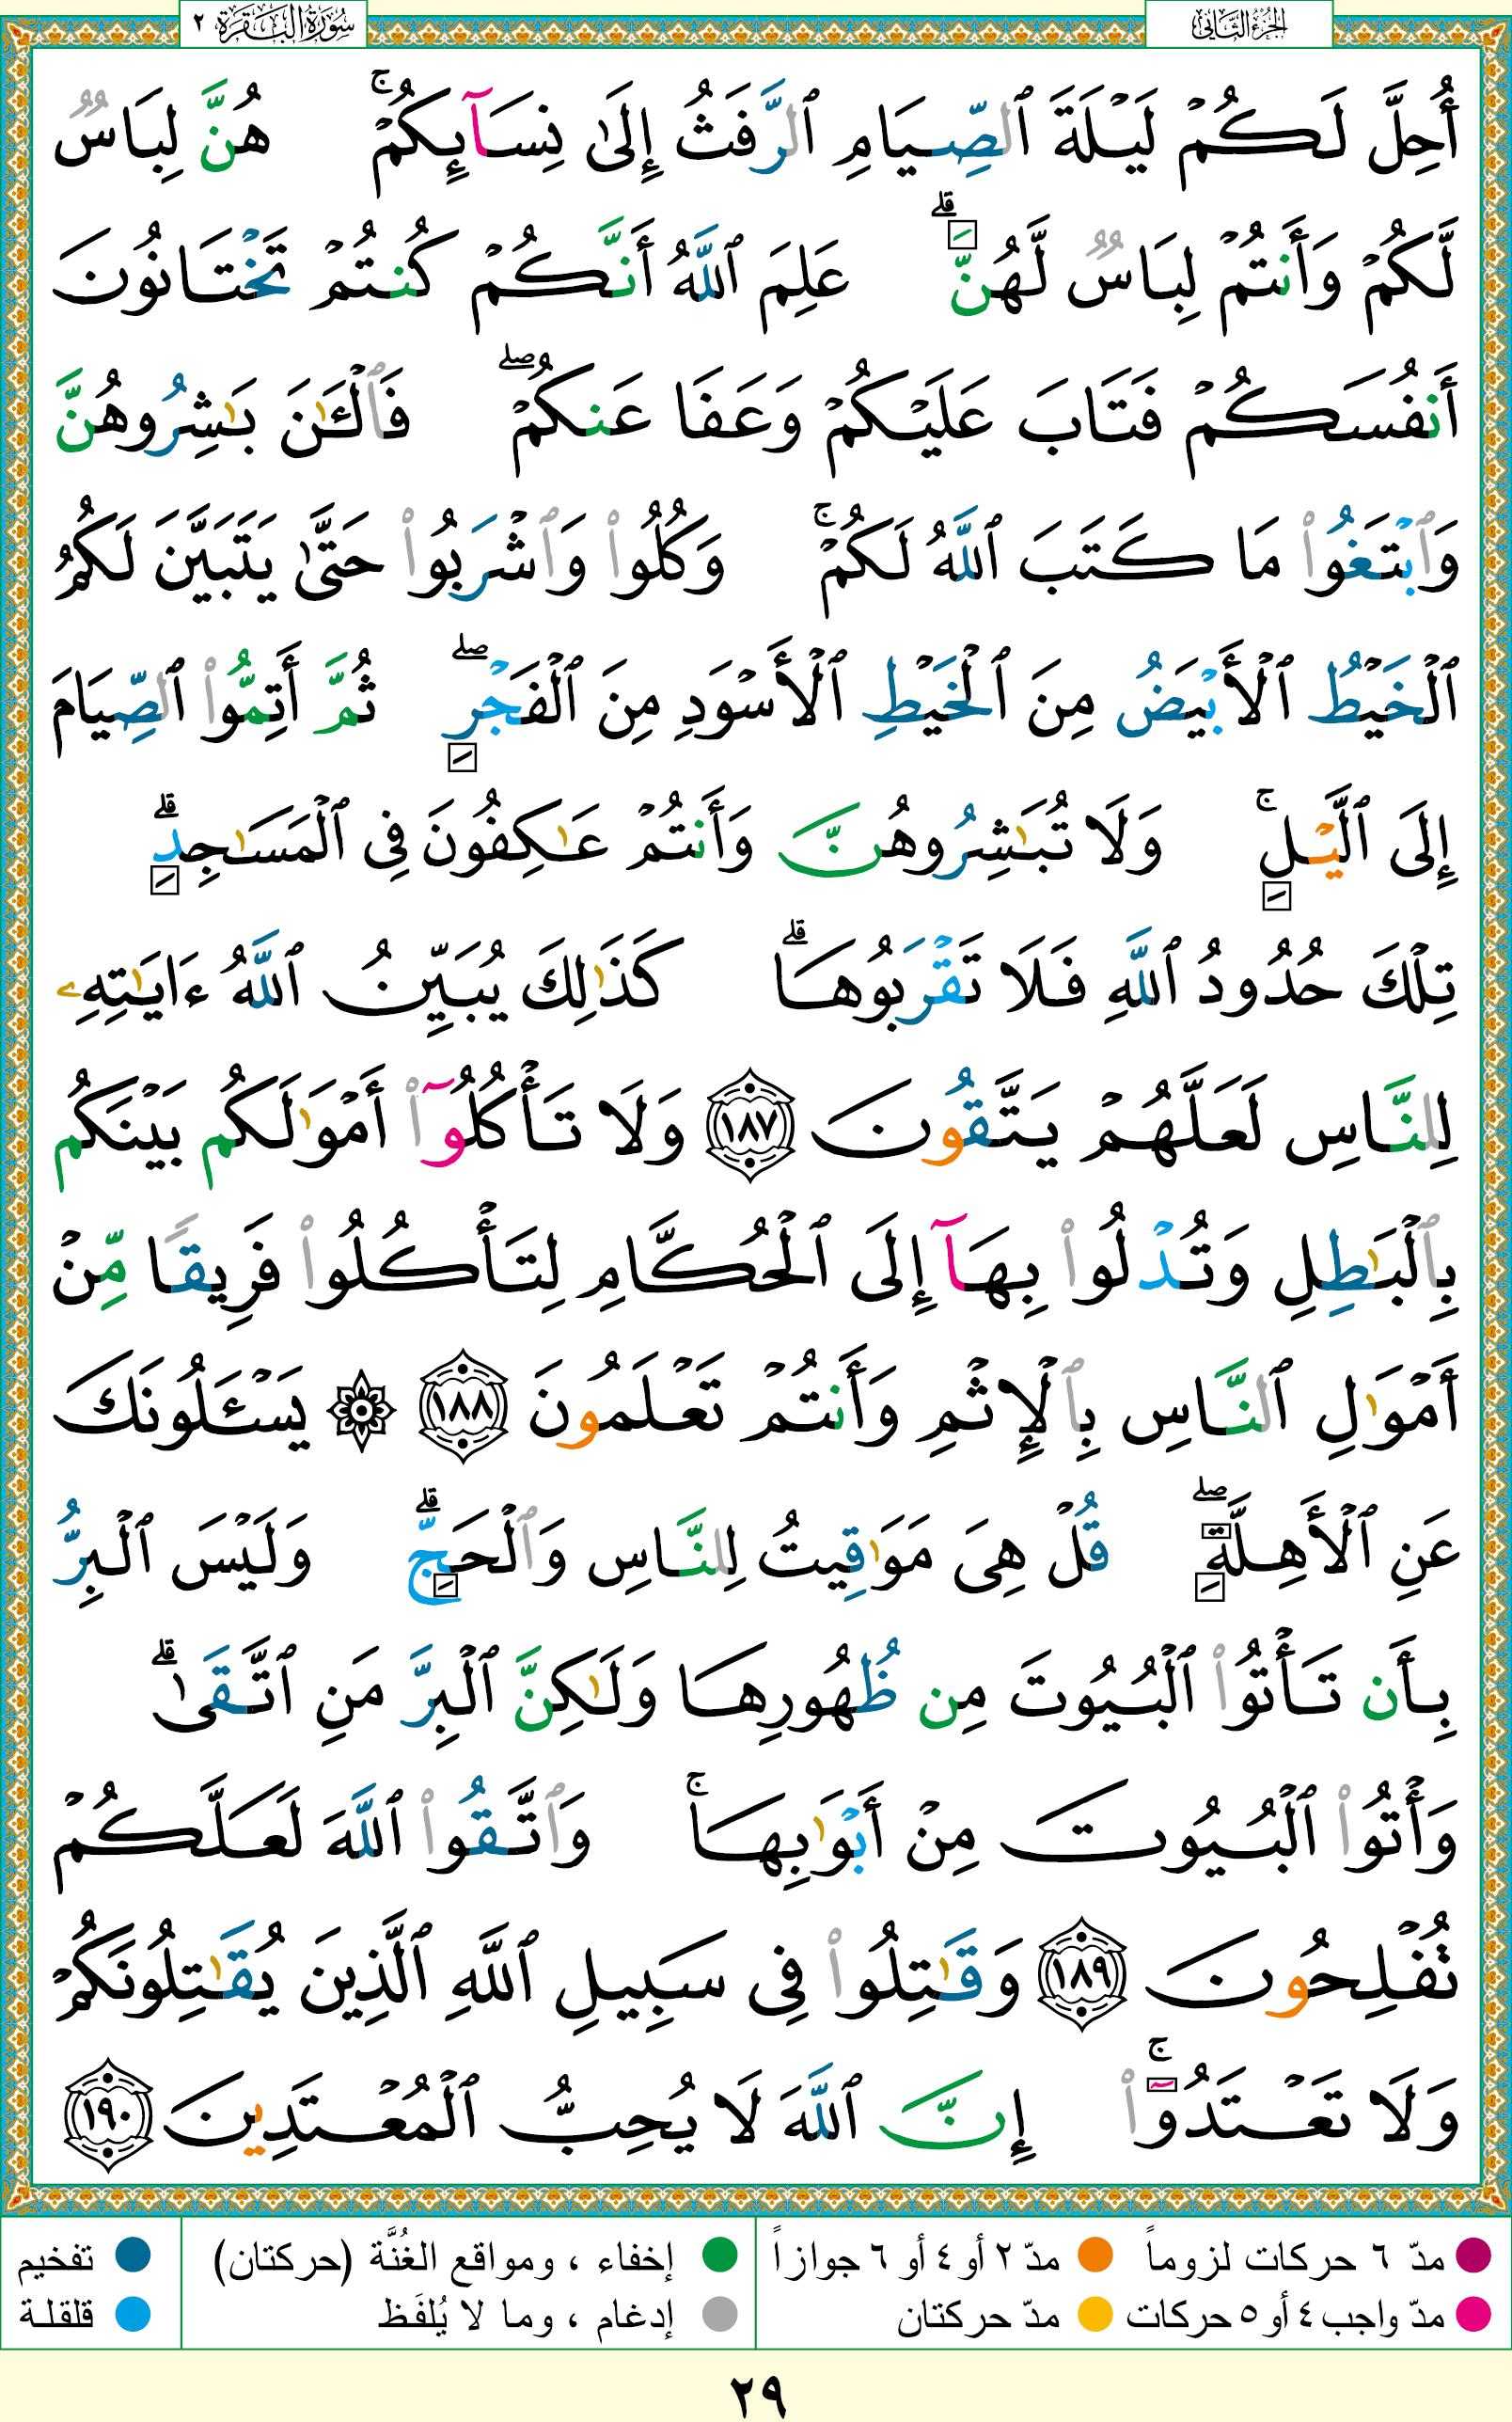 الجزء الثاني
سورة البقرة ٢
أُحِلَّ لَكُمْ لَيْلَةَ ٱلصِّيَامِ ٱلرَّفَثُ إِلَىٰ نِسَآئِكُمْ ۚ هُنَّ لِبَاسٌ
لَّكُمْ وَأَنتُمْ لِبَاسٌ لَّهُنَّ ۗ عَلِمَ ٱللَّهُ أَنَّكُمْ كُنتُمْ تَخْتَانُونَ
أَنفُسَكُمْ فَتَابَ عَلَيْكُمْ وَعَفَا عَنكُمْ ۖ فَٱلْـَٰٔنَ بَـٰشِرُوهُنَّ
وَٱبْتَغُوا۟ مَا كَتَبَ ٱللَّهُ لَكُمْ ۚ وَكُلُوا۟ وَٱشْرَبُوا۟ حَتَّىٰ يَتَبَيَّنَ لَكُمُ
ٱلْخَيْطُ ٱلْأَبْيَضُ مِنَ ٱلْخَيْطِ ٱلْأَسْوَدِ مِنَ ٱلْفَجْرِ ۖ ثُمَّ أَتِمُّوا۟ ٱلصِّيَامَ
إِلَى ٱلَّيْلِ ۚ وَلَا تُبَـٰشِرُوهُنَّ وَأَنتُمْ عَـٰكِفُونَ فِى ٱلْمَسَـٰجِدِ ۗ
تِلْكَ حُدُودُ ٱللَّهِ فَلَا تَقْرَبُوهَا ۗ كَذَٰلِكَ يُبَيِّنُ ٱللَّهُ ءَايَـٰتِهِۦ
لِلنَّاسِ لَعَلَّهُمْ يَتَّقُونَ ١٨٧ وَلَا تَأْكُلُوٓا۟ أَمْوَٰلَكُم بَيْنَكُم
بِٱلْبَـٰطِلِ وَتُدْلُوا۟ بِهَآ إِلَى ٱلْحُكَّامِ لِتَأْكُلُوا۟ فَرِيقًا مِّنْ
أَمْوَٰلِ ٱلنَّاسِ بِٱلْإِثْمِ وَأَنتُمْ تَعْلَمُونَ ١٨٨ ۞ يَسْـَٔلُونَكَ
عَنِ ٱلْأَهِلَّةِ ۖ قُلْ هِىَ مَوَٰقِيتُ لِلنَّاسِ وَٱلْحَجِّ ۗ وَلَيْسَ ٱلْبِرُّ
بِأَن تَأْتُوا۟ ٱلْبُيُوتَ مِن ظُهُورِهَا وَلَـٰكِنَّ ٱلْبِرَّ مَنِ ٱتَّقَىٰ ۗ
وَأْتُوا۟ ٱلْبُيُوتَ مِنْ أَبْوَٰبِهَا ۚ وَٱتَّقُوا۟ ٱللَّهَ لَعَلَّكُمْ
تُفْلِحُونَ ١٨٩ وَقَـٰتِلُوا۟ فِى سَبِيلِ ٱللَّهِ ٱلَّذِينَ يُقَـٰتِلُونَكُمْ
وَلَا تَعْتَدُوٓا۟ ۚ إِنَّ ٱللَّهَ لَا يُحِبُّ ٱلْمُعْتَدِينَ ١٩٠
مدّ ٦ حركات لزوماً مدّ ٢ أو ٤ أو ٦ جوازاً إخفاء ، ومواقع الغُنَّة (حركتان) تفخيم
مدّ واجب ٤ أو ٥ حركات مدّ حركتان إدغام ، وما لا يُلفَظ قلقلة
٢٩